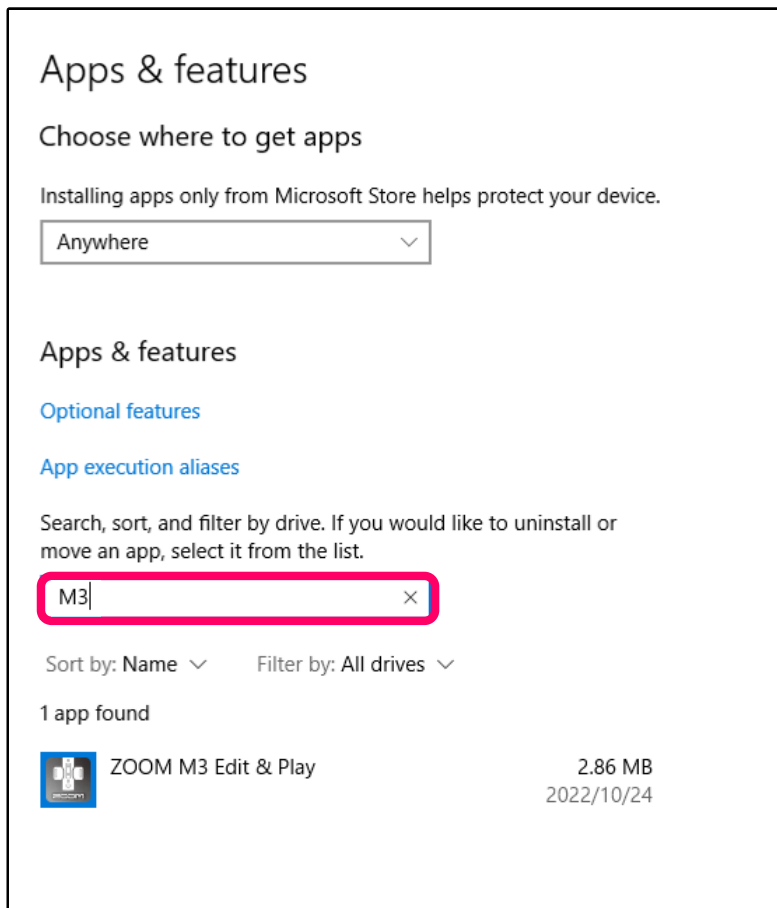 Apps & features
Choose where to get apps
Installing apps only from Microsoft Store helps protect your device.
Anywhere
Apps & features
Optional features
App execution aliases
Search, sort, and filter by drive. If you would like to uninstall or
move an app, select it from the list.
M3
Sort by: Name Filter by: All drives
1 app found
ZOOM M3 Edit & Play 2.86 MB
2022/10/24
ZOOM